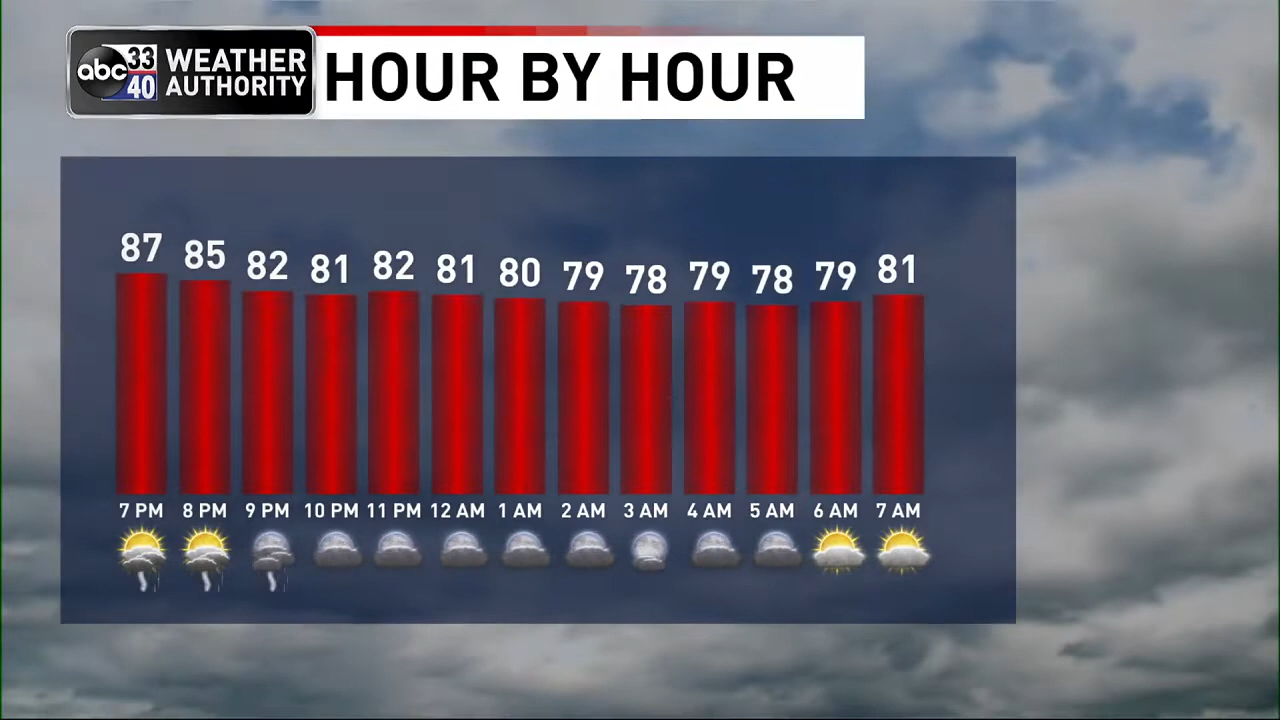 abc 33
40
WEATHER
AUTHORITY
HOUR BY HOUR
87 85 82 81 82 81 80 79 78 79 78 79 81
7 PM 8 PM 9 PM 10 PM 11 PM 12 AM 1 AM 2 AM 3 AM 4 AM 5 AM 6 AM 7 AM